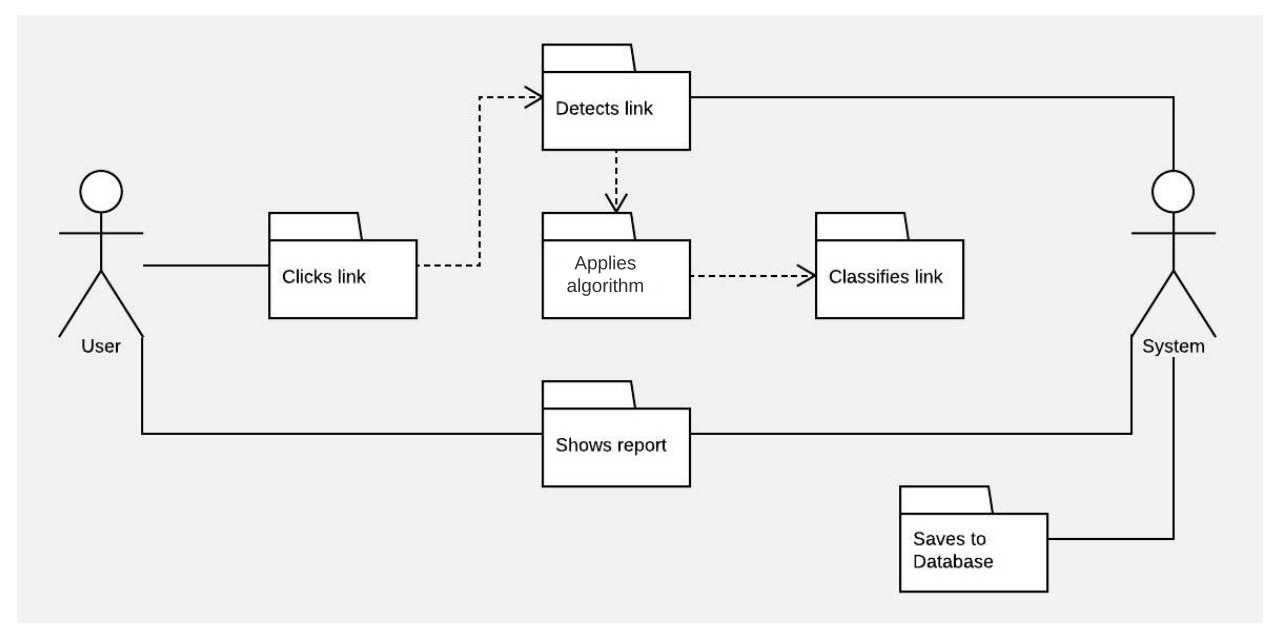 Detects link
Clicks link
Applies
algorithm
Classifies link
User
System
Shows report
Saves to
Database